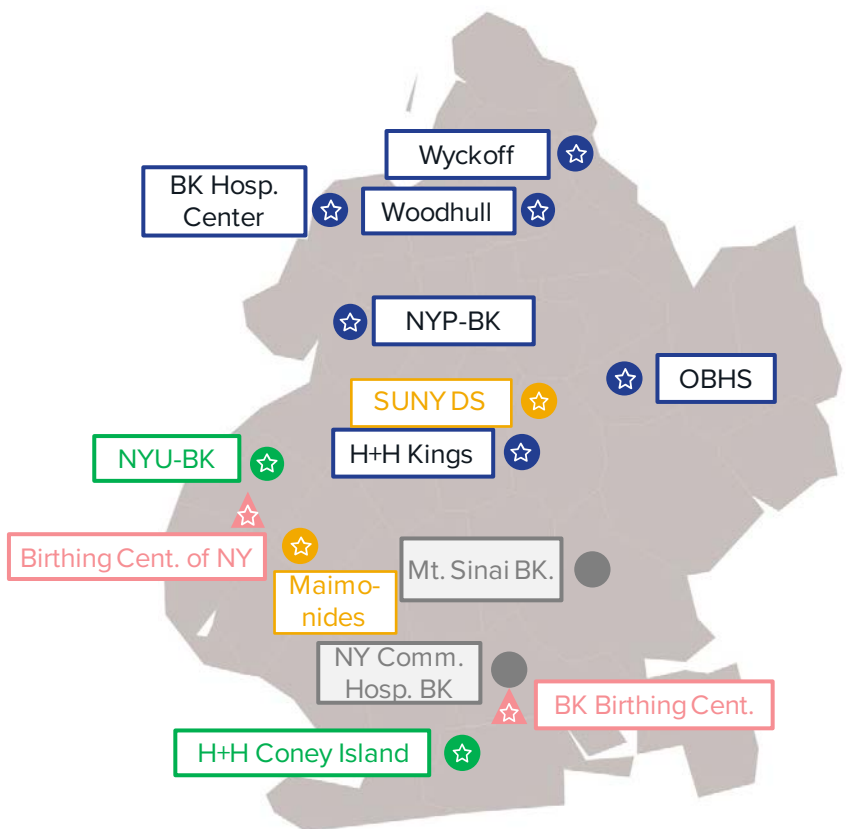 Wyckoff
BK Hosp.
Center
Woodhull
NYP-BK
OBHS
SUNY DS
H+H Kings
NYU-BK
Birthing Cent. of NY
Mt. Sinai BK.
Maimo-
nides
NY Comm.
Hosp. BK
BK Birthing Cent.
H+H Coney Island